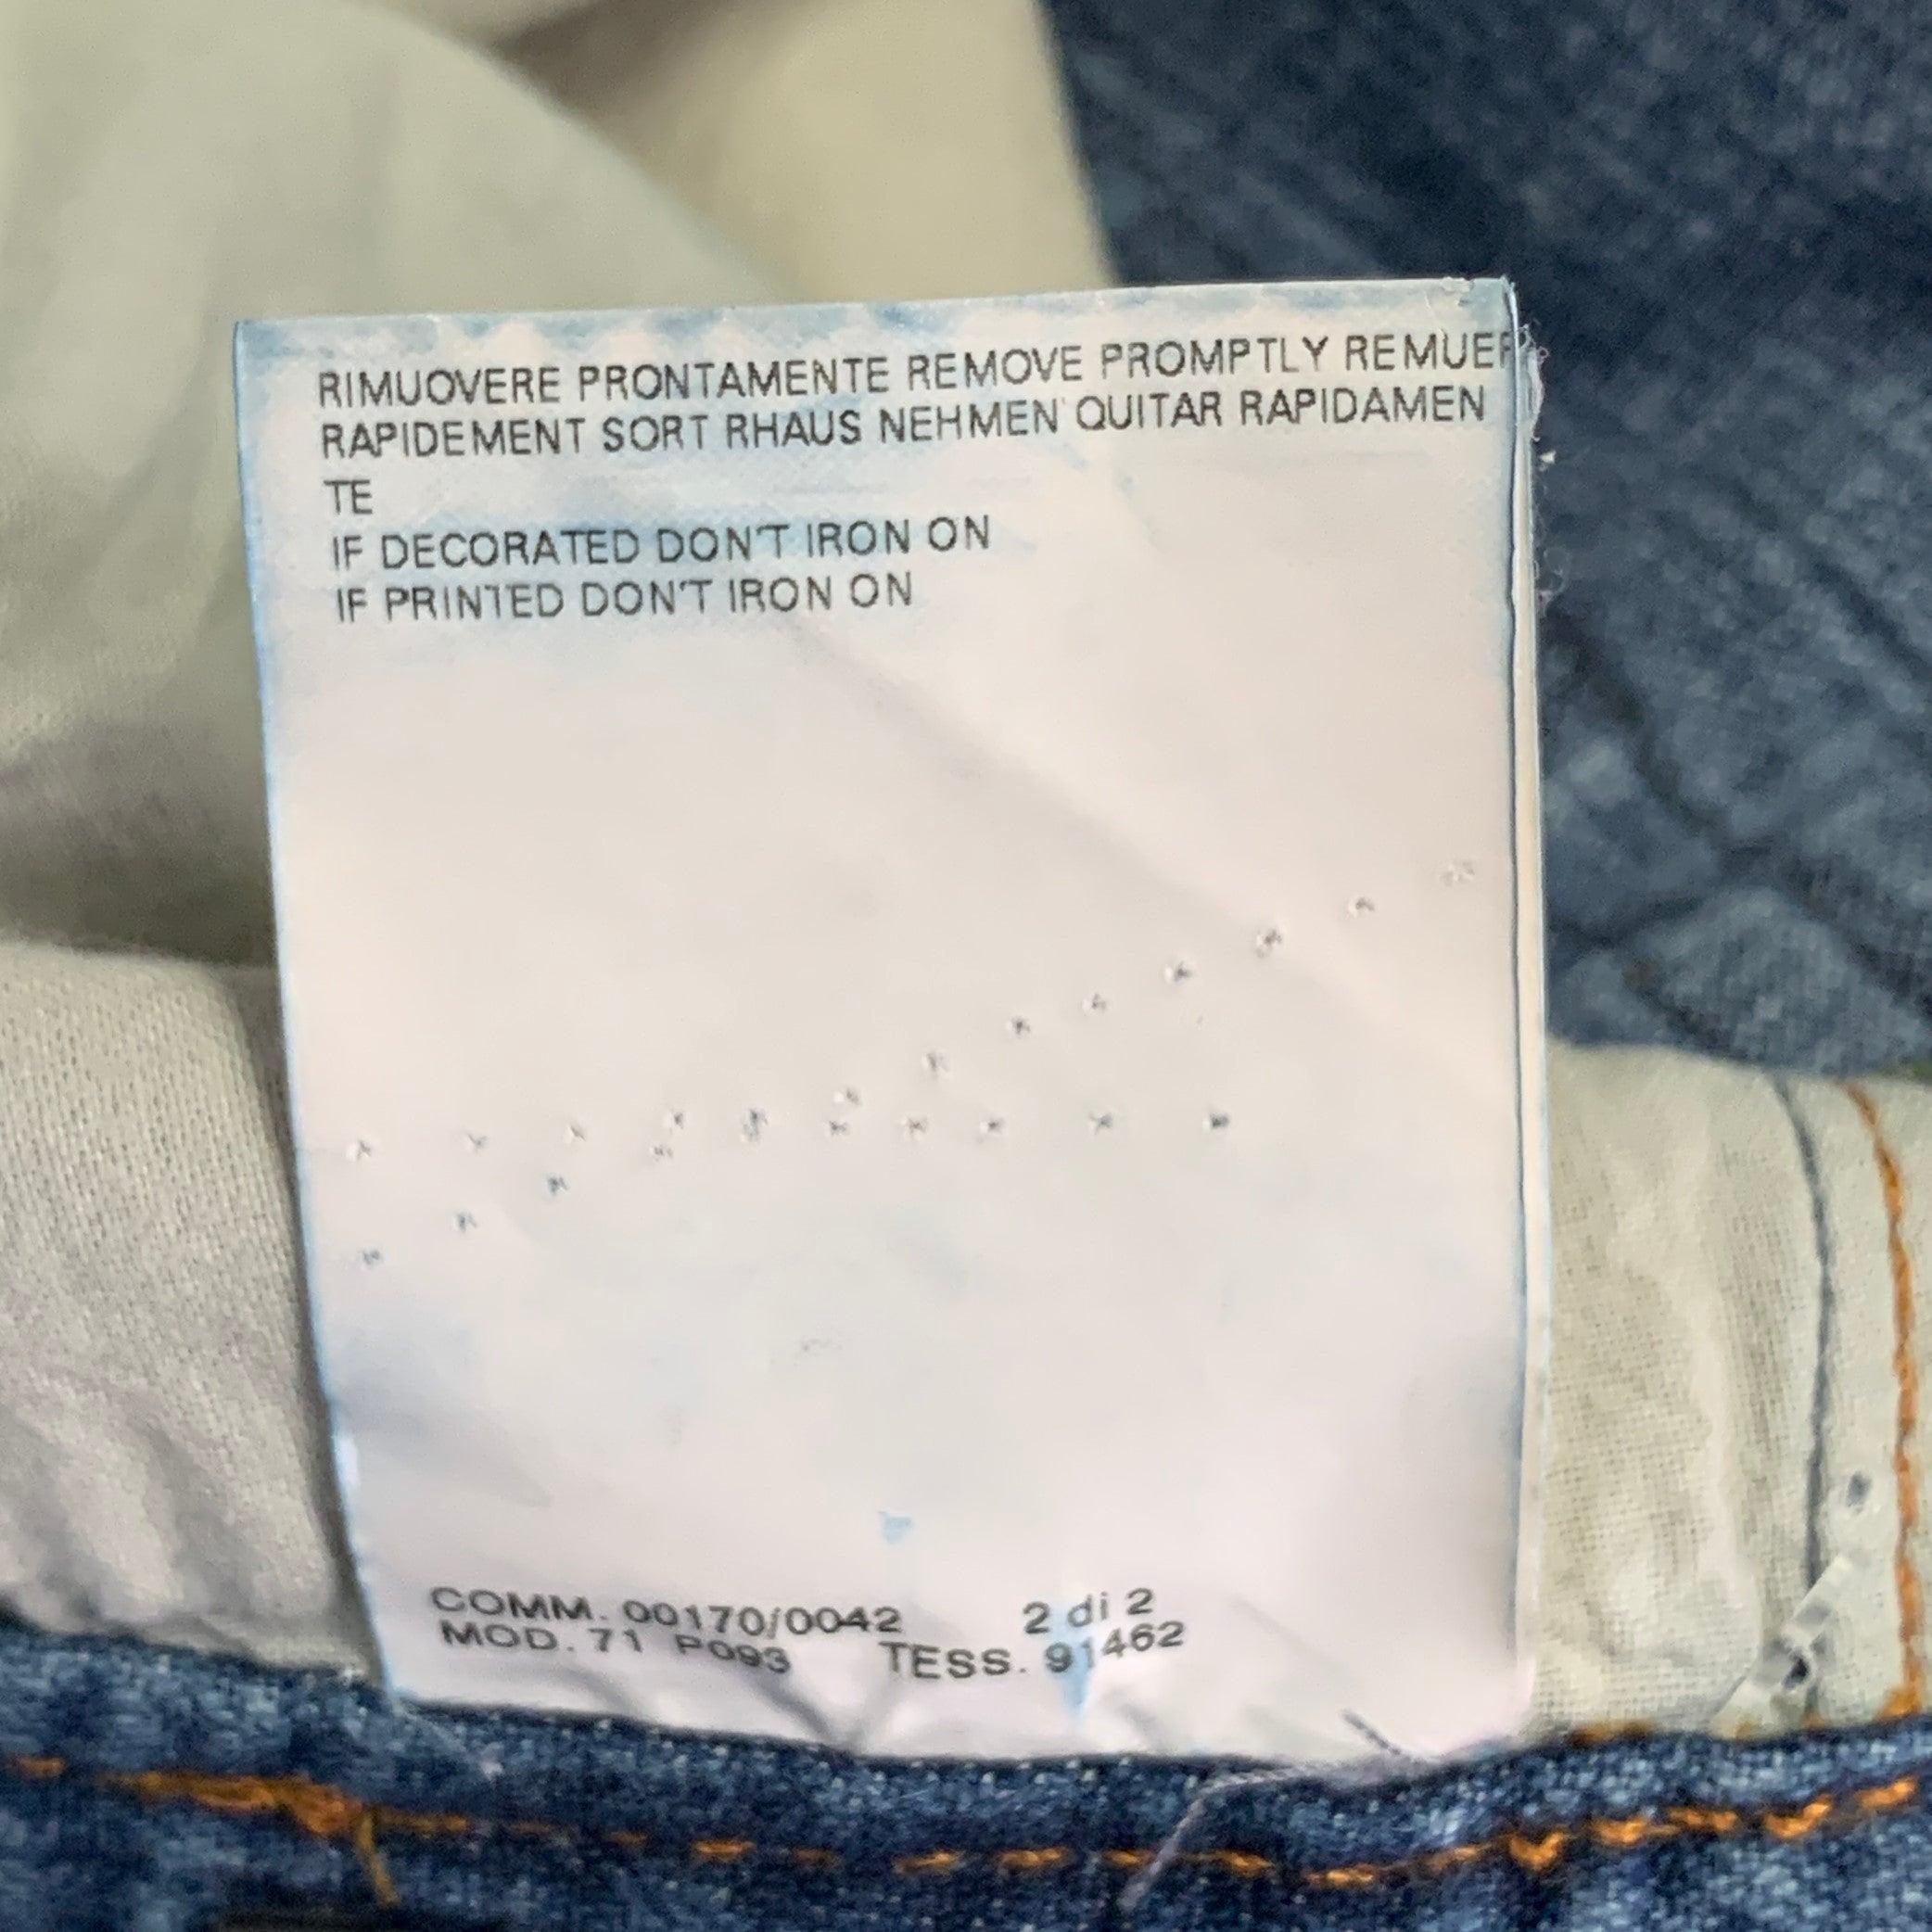 RIMUOVERE PRONTAMENTE REMOVE PROMPTLY REMUER
RAPIDEMENT SORT RHAUS NEHMEN QUITAR RAPIDAMEN
TE
IF DECORATED DON'T IRON ON
IF PRINTED DON'T IRON ON
COMM. 00170/0042 2 di 2
MOD. 71 P093 TESS. 91462